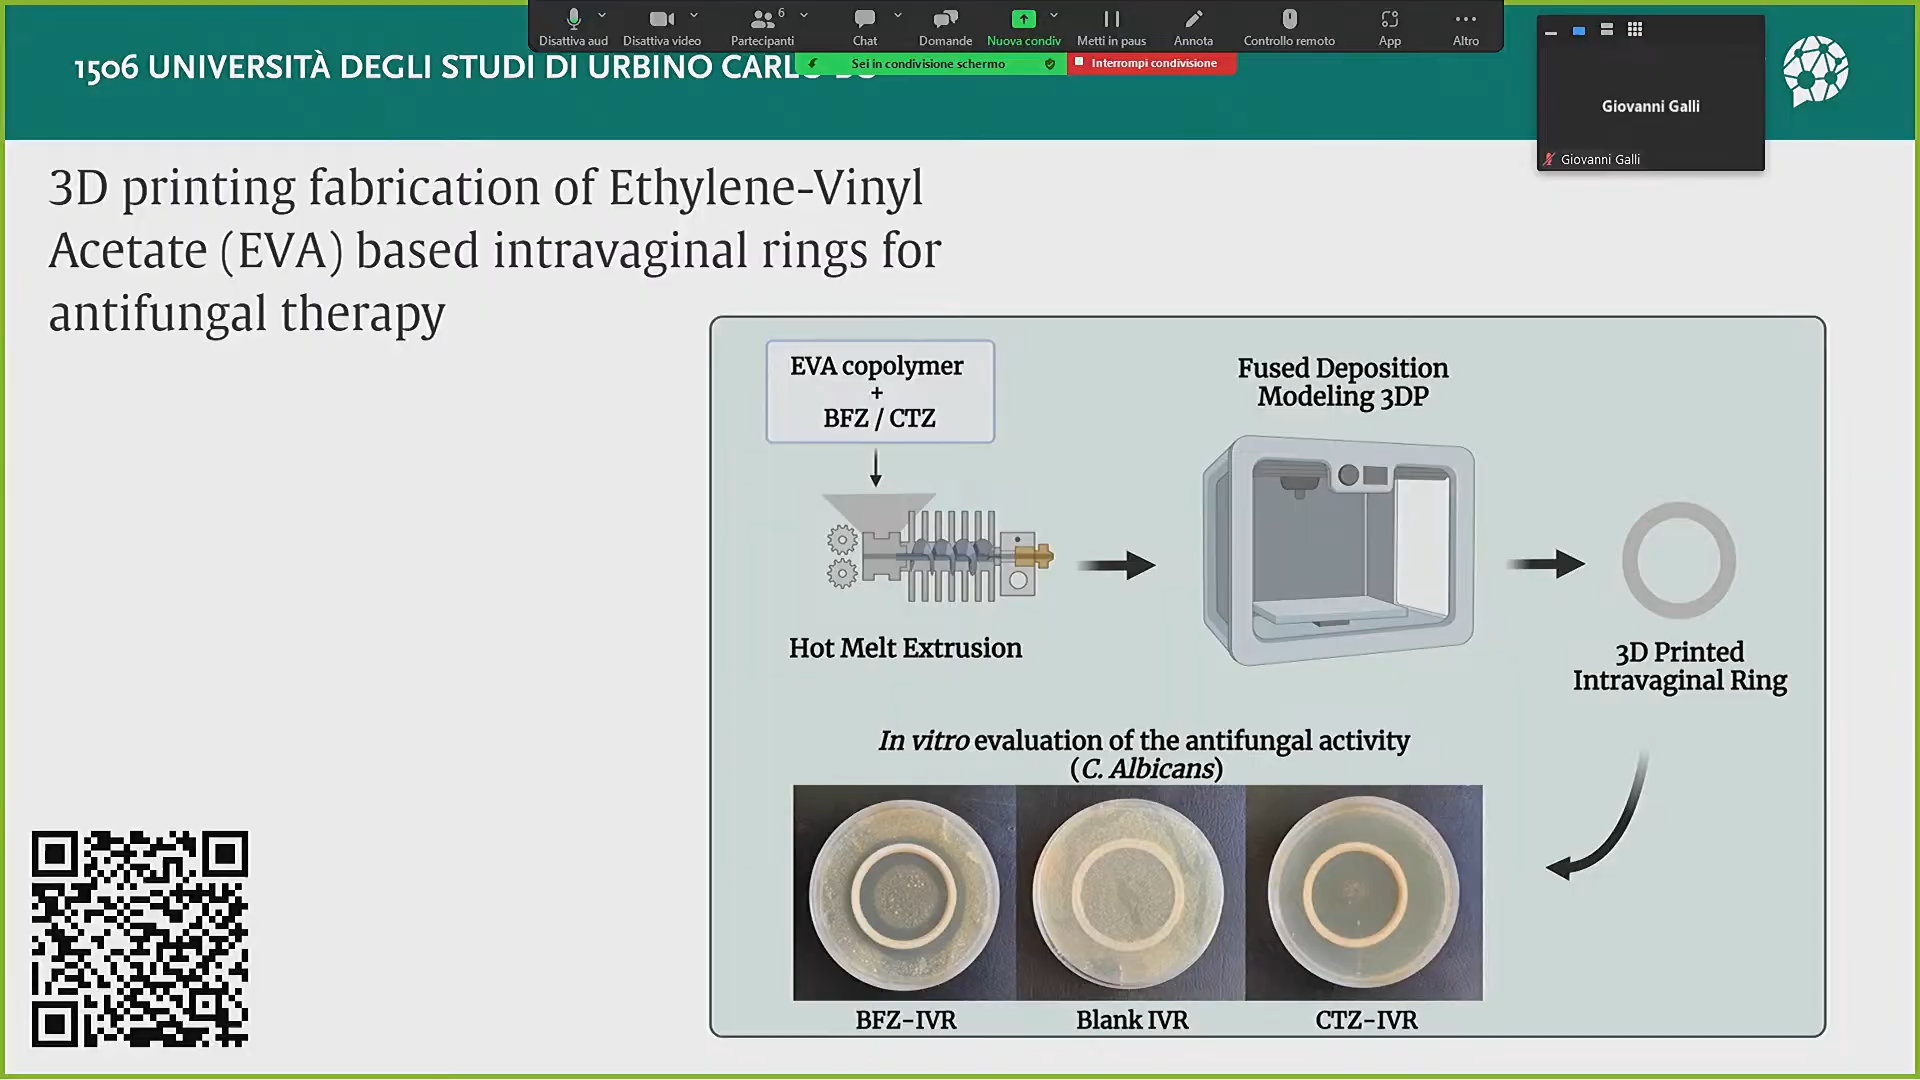 Disattiva aud
Disattiva video
Partecipanti
6
Chat
Domande
Nuova condiv
Metti in paus
Annota
Controllo remoto
App
Altro
Sei in condivisione schermo
Interrompi condivisione
1506 UNIVERSITÀ DEGLI STUDI DI URBINO
Giovanni Galli
Giovanni Galli
3D printing fabrication of Ethylene-Vinyl
Acetate (EVA) based intravaginal rings for
antifungal therapy
EVA copolymer
+
BFZ / CTZ
Hot Melt Extrusion
Fused Deposition
Modeling 3DP
3D Printed
Intravaginal Ring
In vitro evaluation of the antifungal activity
(C. Albicans)
BFZ-IVR
Blank IVR
CTZ-IVR